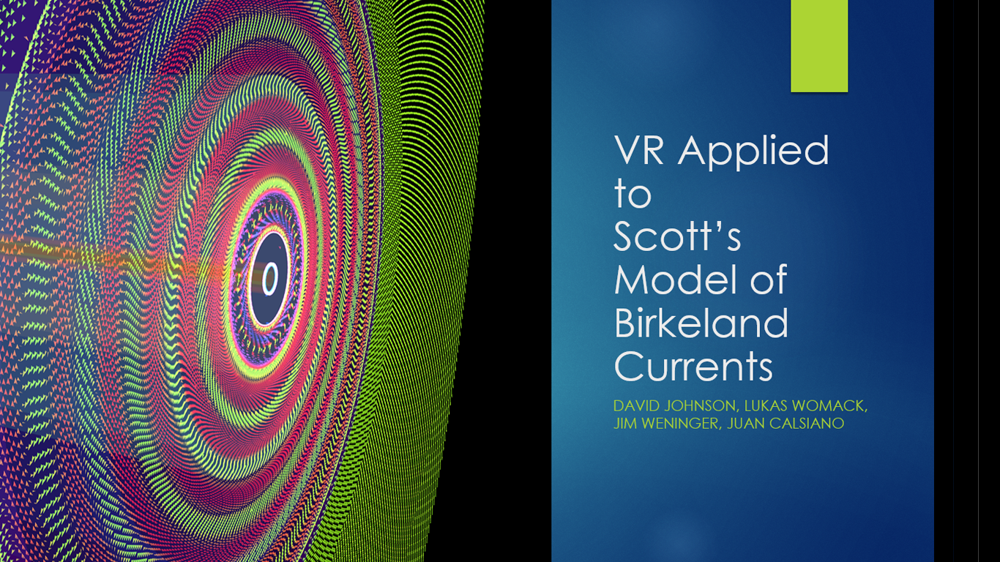 VR Applied
to
Scott’s
Model of
Birkeland
Currents
DAVID JOHNSON, LUKAS WOMACK,
JIM WENINGER, JUAN CALSIANO